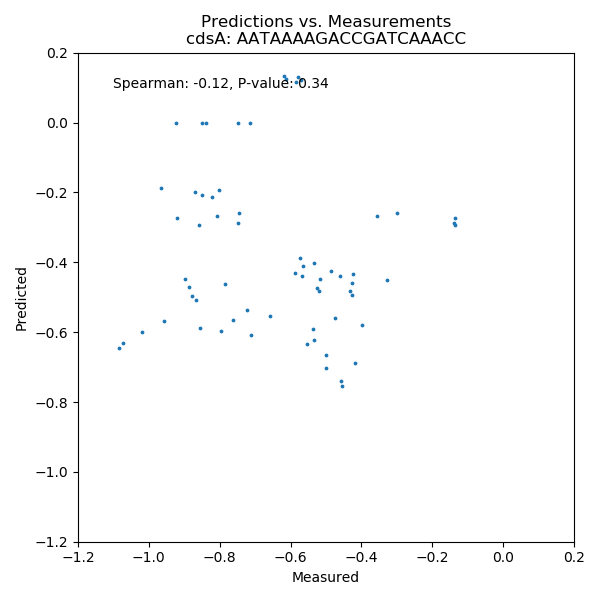 Predictions vs. Measurements
cdsA: AATAAAAGACCGATCAAACC
Spearman: -0.12, P-value: 0.34
0.2
0.0
−0.2
−0.4
−0.6
−0.8
−1.0
−1.2
Predicted
−1.2 −1.0 −0.8 −0.6 −0.4 −0.2 0.0 0.2
Measured